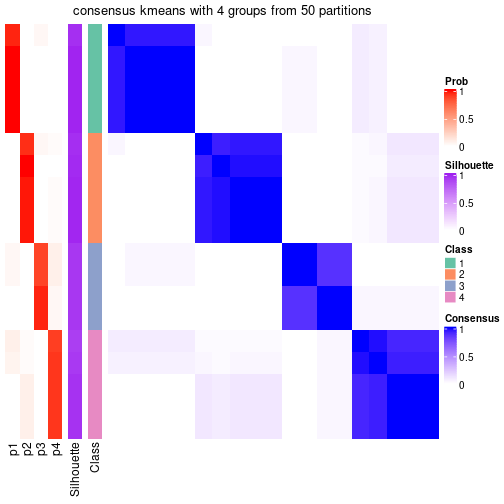 consensus kmeans with 4 groups from 50 partitions
Prob
1
0.5
0
Silhouette
1
0.5
0
Class
1
2
3
4
Consensus
1
0.5
0
p1
p2
p3
p4
Silhouette
Class